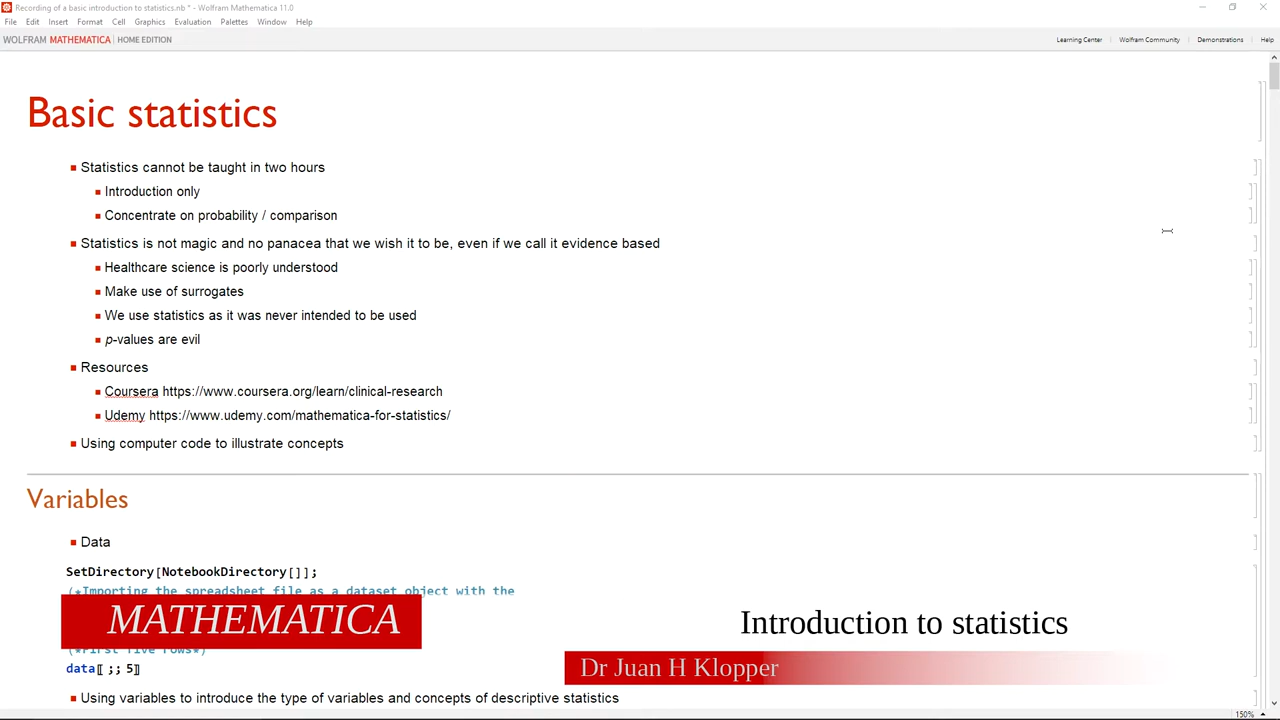 Recording of a basic introduction to statistics.nb * - Wolfram Mathematica 11.0
File Edit Insert Format Cell Graphics Evaluation Palettes Window Help
WOLFRAM MATHEMATICA | HOME EDITION
Learning Center | Wolfram Community | Demonstrations | Help
Basic statistics
Statistics cannot be taught in two hours
Introduction only
Concentrate on probability / comparison
Statistics is not magic and no panacea that we wish it to be, even if we call it evidence based
Healthcare science is poorly understood
Make use of surrogates
We use statistics as it was never intended to be used
p-values are evil
Resources
Coursera https://www.coursera.org/learn/clinical-research
Udemy https://www.udemy.com/mathematica-for-statistics/
Using computer code to illustrate concepts
Variables
Data
SetDirectory[NotebookDirectory[]];
(*Importing the spreadsheet file as a dataset object with the
MATHEMATICA
Introduction to statistics
(*First five rows*)
Dr Juan H Klopper
data〚 ;; 5〛
Using variables to introduce the type of variables and concepts of descriptive statistics
150%